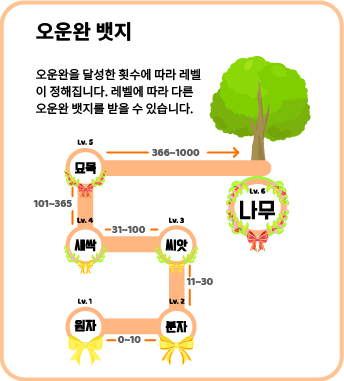 오운완 뱃지
오운완을 달성한 횟수에 따라 레벨
이 정해집니다. 레벨에 따라 다른
오운완 뱃지를 받을 수 있습니다.
Lv. 5
묘목
366~1000
Lv. 6
나무
101~365
Lv. 4
새싹
31~100
Lv. 3
씨앗
11~30
Lv. 1
원자
0~10
Lv. 2
분자